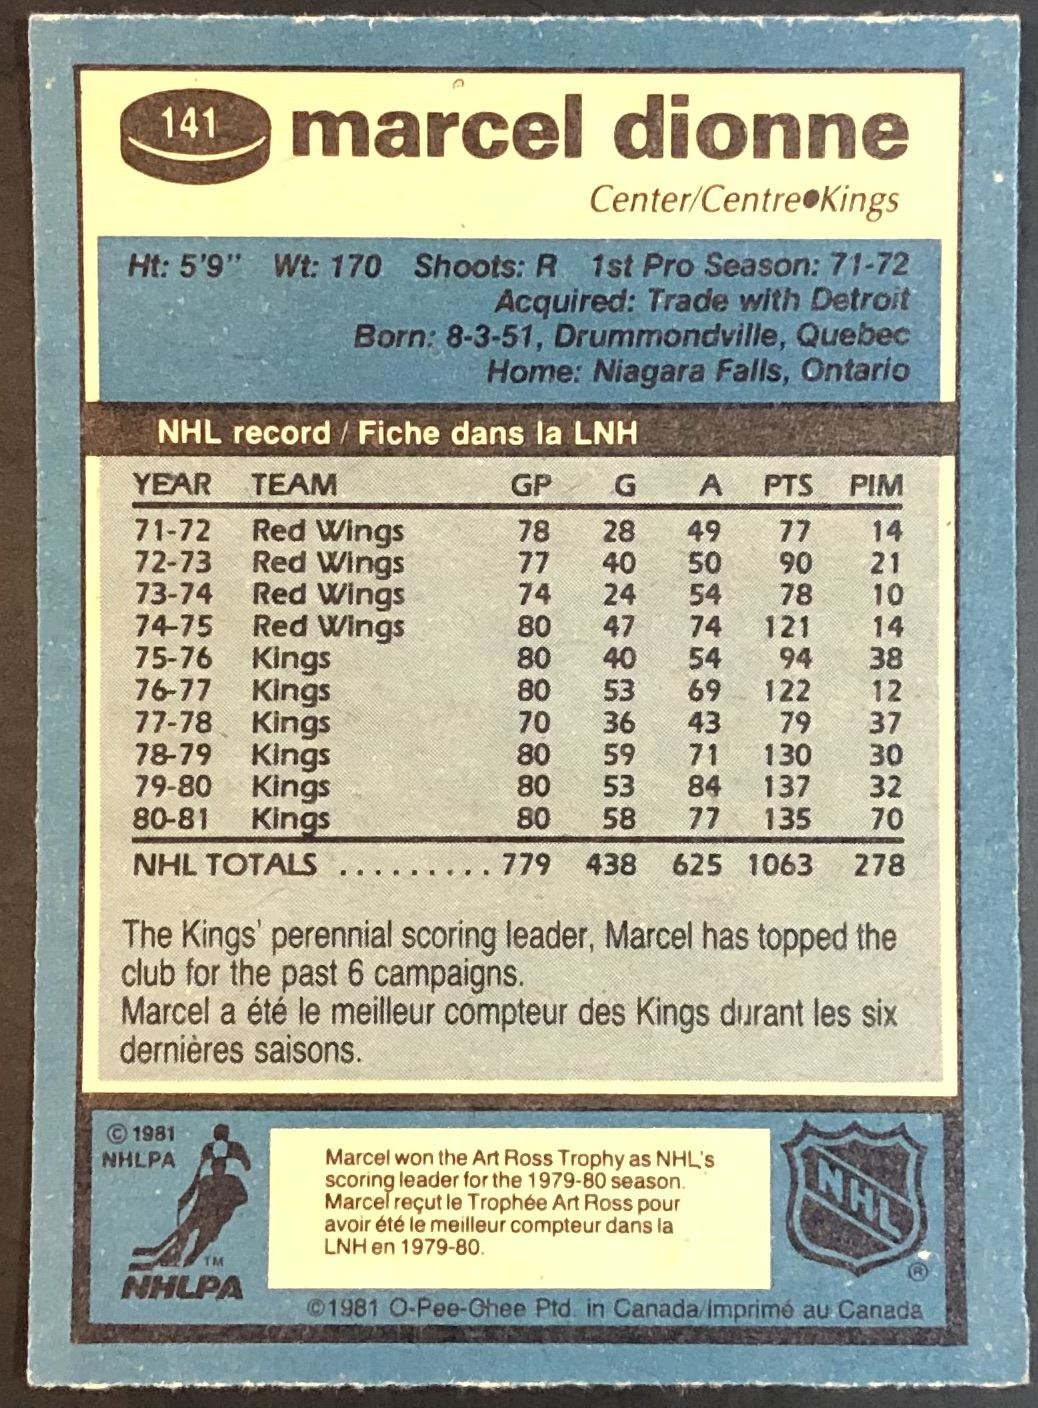 141 marcel dionne
Center/Centre●Kings
Ht: 5'9" Wt: 170 Shoots: R 1st Pro Season: 71-72
Acquired: Trade with Detroit
Born: 8-3-51, Drummondville, Quebec
Home: Niagara Falls, Ontario
NHL record / Fiche dans la LNH
YEAR TEAM GP G A PTS PIM
71-72 Red Wings 78 28 49 77 14
72-73 Red Wings 77 40 50 90 21
73-74 Red Wings 74 24 54 78 10
74-75 Red Wings 80 47 74 121 14
75-76 Kings 80 40 54 94 38
76-77 Kings 80 53 69 122 12
77-78 Kings 70 36 43 79 37
78-79 Kings 80 59 71 130 30
79-80 Kings 80 53 84 137 32
80-81 Kings 80 58 77 135 70
NHL TOTALS ......... 779 438 625 1063 278
The Kings' perennial scoring leader, Marcel has topped the
club for the past 6 campaigns.
Marcel a été le meilleur compteur des Kings durant les six
dernières saisons.
© 1981
NHLPA
Marcel won the Art Ross Trophy as NHL's
scoring leader for the 1979-80 season.
Marcel reçut le Trophée Art Ross pour
avoir été le meilleur compteur dans la
LNH en 1979-80.
TM
NHLPA
NHL
®
©1981 O-Pee-Chee Ptd. in Canada/Imprimé au Canada